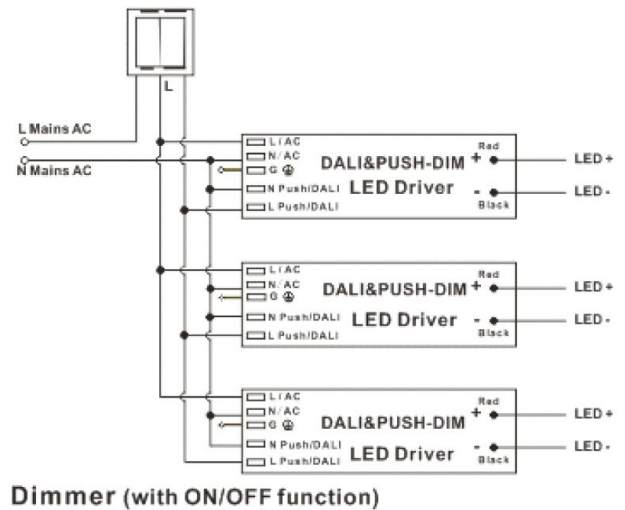 L
L Mains AC
N Mains AC
L/AC
N/AC
G
N Push/DALI
L Push/DALI
DALI&PUSH-DIM
LED Driver
Red
+
-
Black
LED +
LED -
L/AC
N/AC
G
N Push/DALI
L Push/DALI
DALI&PUSH-DIM
LED Driver
Red
+
-
Black
LED +
LED -
L/AC
N/AC
G
N Push/DALI
L Push/DALI
DALI&PUSH-DIM
LED Driver
Red
+
-
Black
LED +
LED -
Dimmer (with ON/OFF function)